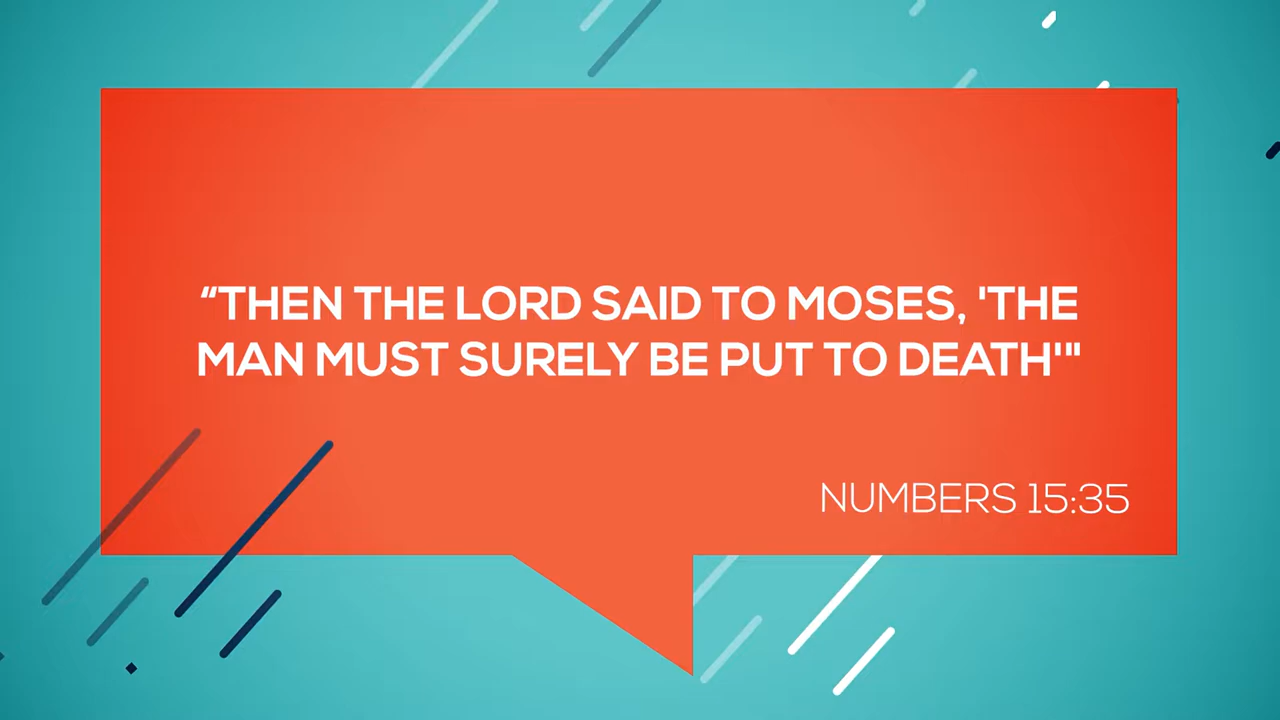 “THEN THE LORD SAID TO MOSES, 'THE
MAN MUST SURELY BE PUT TO DEATH'"
NUMBERS 15:35